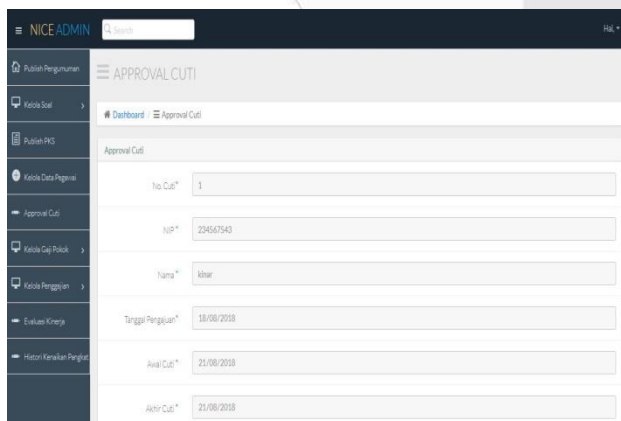 NICE ADMIN
Search
Hai,
Publish Pengumuman
Kelola Soal
Publish PKS
Kelola Data Pegawai
Approval Cuti
Kelola Gaji Pokok
Kelola Penggajian
Evaluasi Kinerja
Histori Kenaikan Pangkat
APPROVAL CUTI
Dashboard / Approval Cuti
Approval Cuti
No. Cuti* 1
NIP* 234567543
Nama* kinar
Tanggal Pengajuan* 18/08/2018
Awal Cuti* 21/08/2018
Akhir Cuti* 21/08/2018